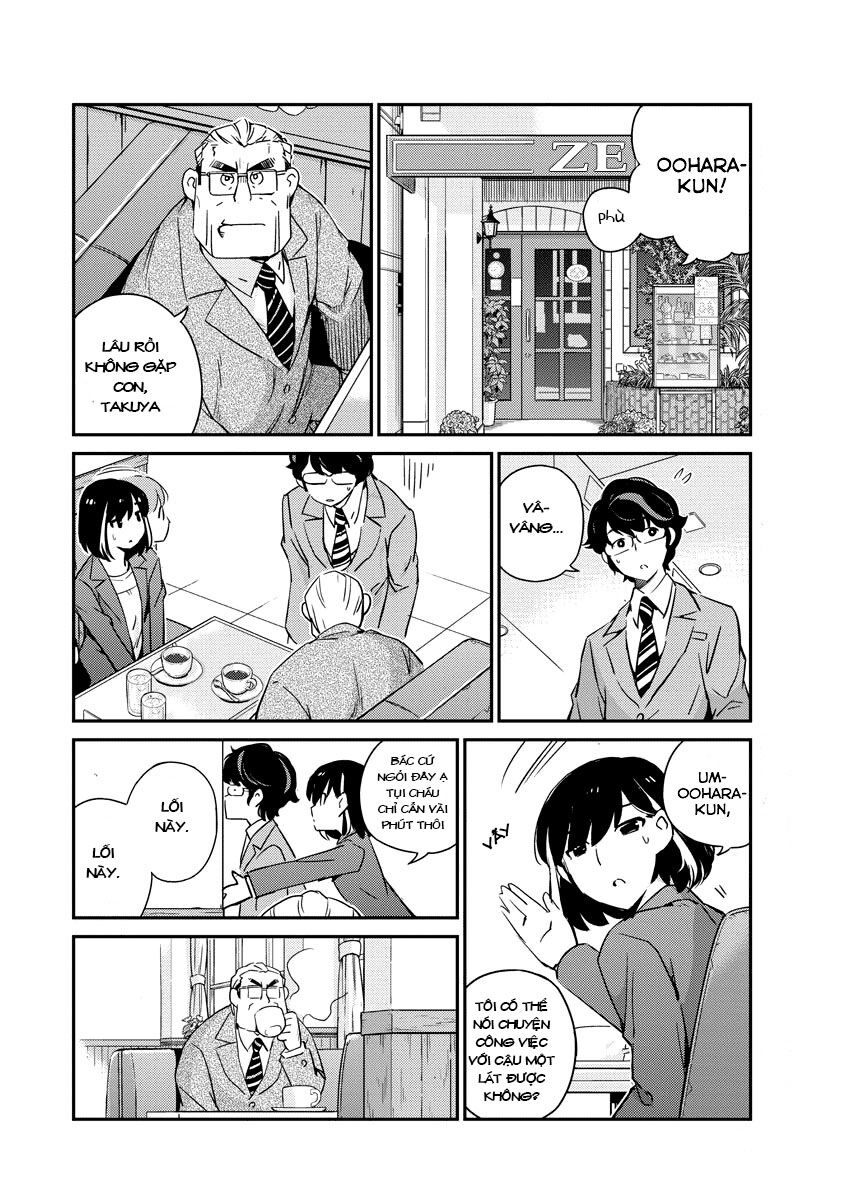 OOHARA-
KUN!
phù
ZE
LÂU RỒI
KHÔNG GẶP
CON,
TAKUYA
VÂ-
VÂNG...
UM-
OOHARA-
KUN,
VẪY
TÔI CÓ THỂ
NÓI CHUYỆN
CÔNG VIỆC
VỚI CẬU MỘT
LÁT ĐƯỢC
KHÔNG?
BÁC CỨ
NGỒI ĐÂY Ạ
TỤI CHÁU
CHỈ CẦN VÀI
PHÚT THÔI
LỐI
NÀY.
LỐI
NÀY.